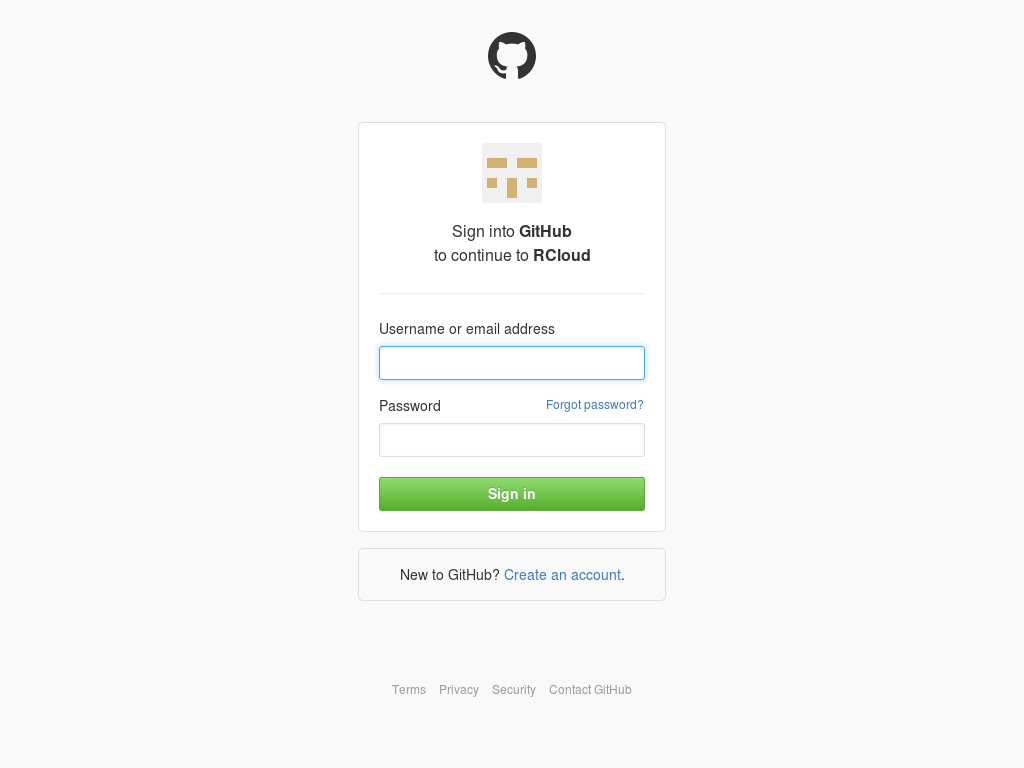 Sign into GitHub
to continue to RCloud
Username or email address
Password Forgot password?
Sign in
New to GitHub? Create an account.
Terms Privacy Security Contact GitHub